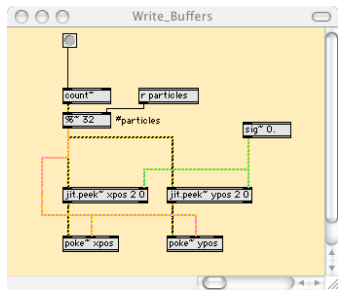 Write_Buffers
count~
r particles
%~ 32
#particles
sig~ 0.
jit.peek~ xpos 2 0
jit.peek~ ypos 2 0
poke~ xpos
poke~ ypos